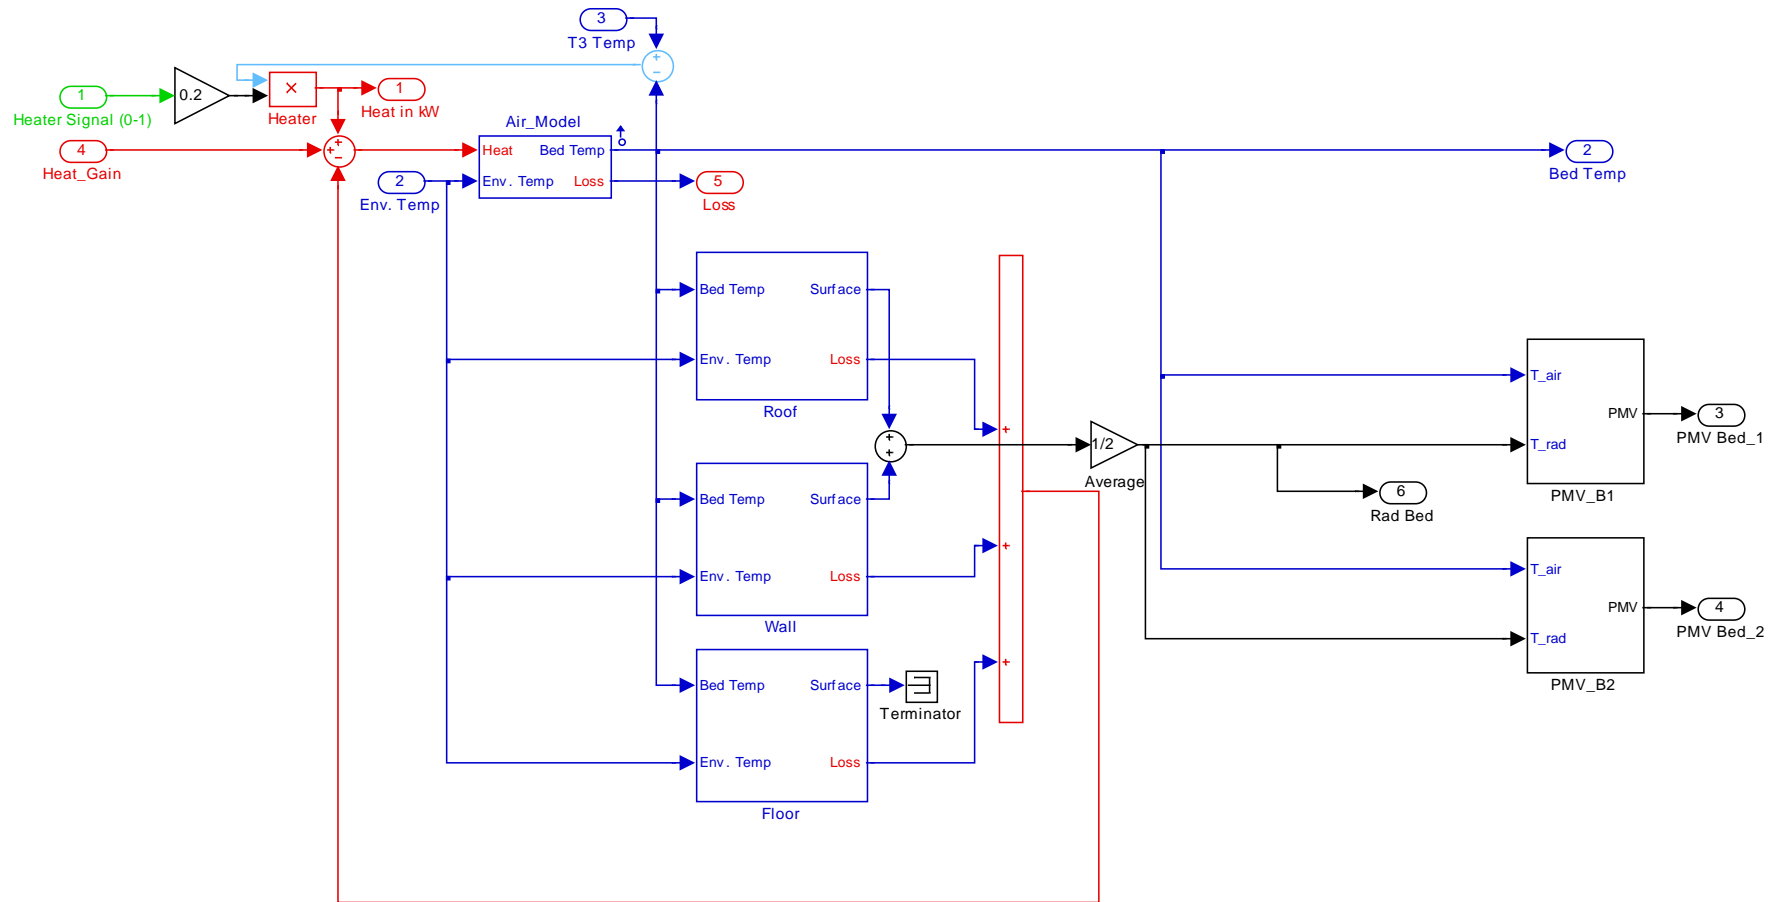 3
T3 Temp
+
−
1
Heater Signal (0-1)
0.2
×
Heater
1
Heat in kW
4
Heat_Gain
+
+
−
Air_Model
Heat
Bed Temp
Env. Temp
Loss
2
Env. Temp
5
Loss
2
Bed Temp
Bed Temp
Surface
Env. Temp
Loss
Roof
+
+
+
Bed Temp
Surface
Env. Temp
Loss
Wall
+
Bed Temp
Surface
Env. Temp
Loss
Floor
Terminator
+
1/2
Average
6
Rad Bed
T_air
T_rad
PMV
PMV_B1
3
PMV Bed_1
T_air
T_rad
PMV
PMV_B2
4
PMV Bed_2